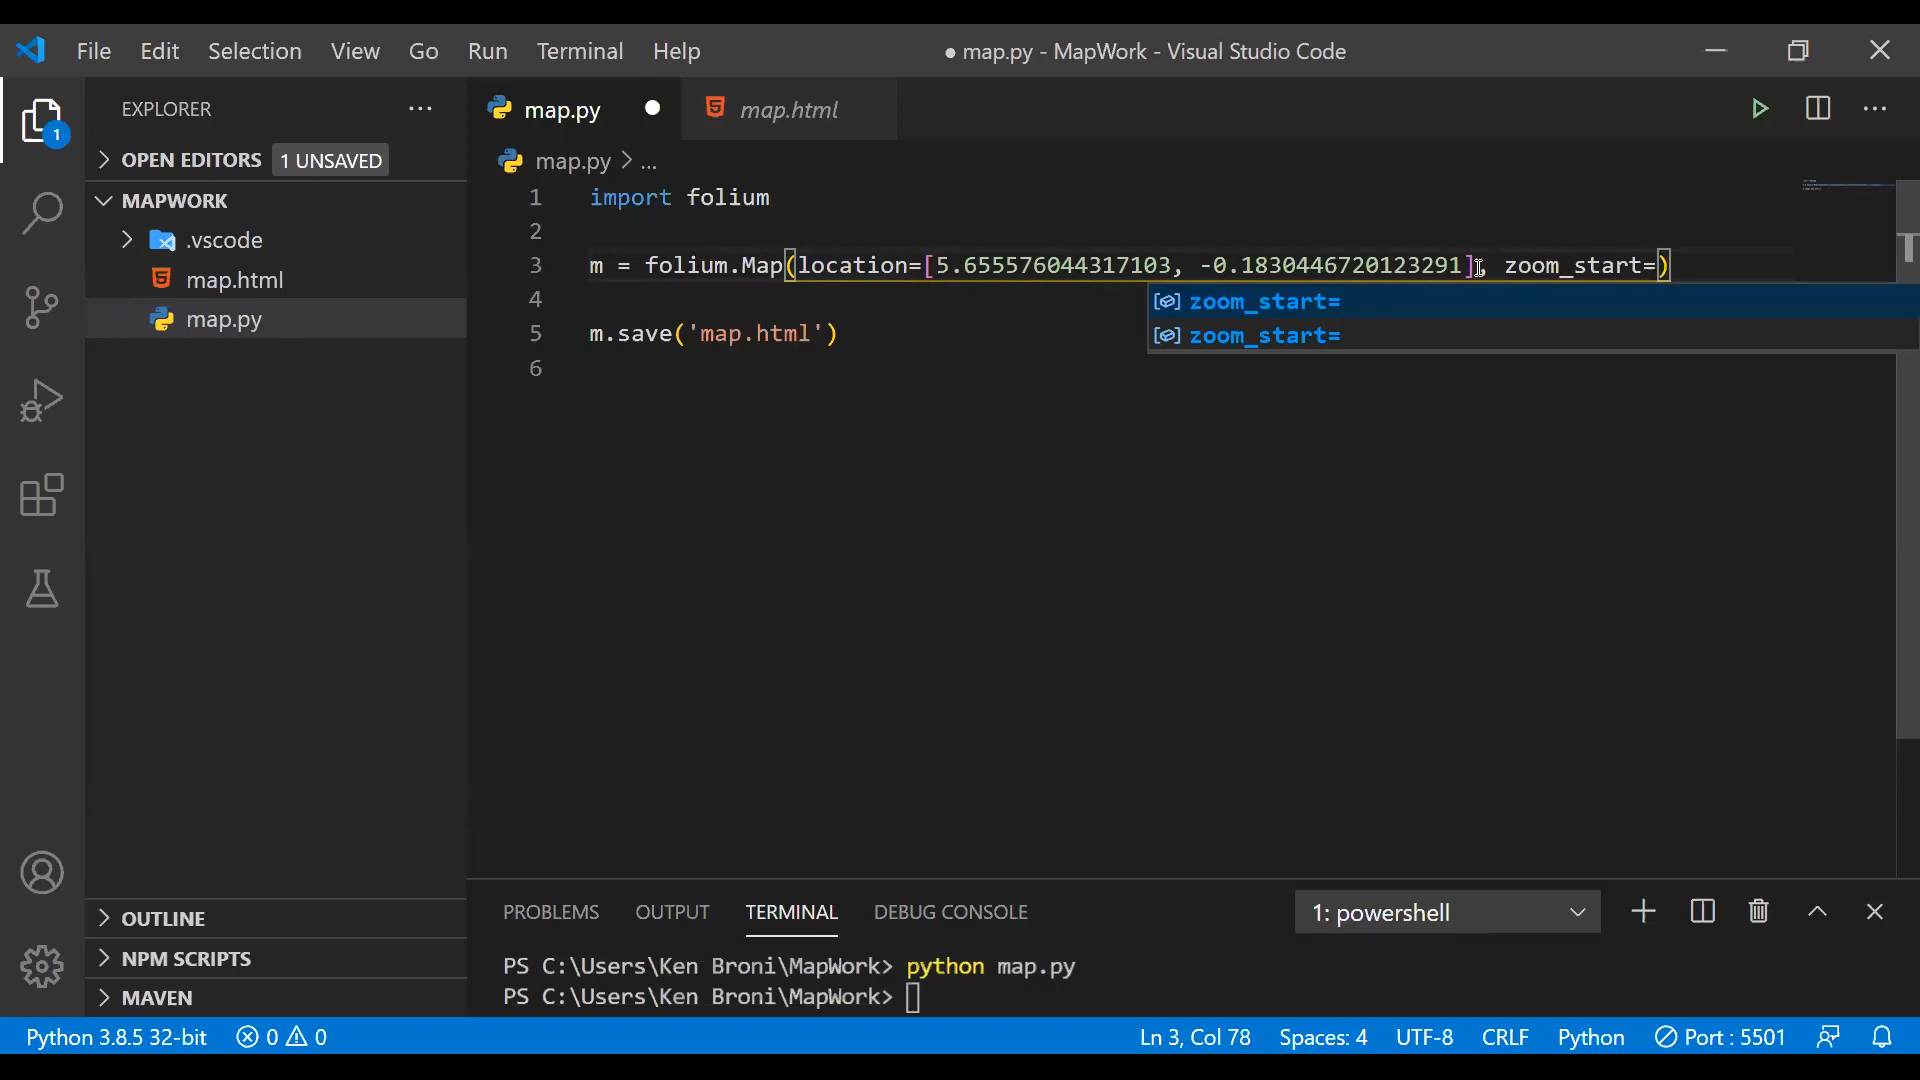 File Edit Selection View Go Run Terminal Help ● map.py - MapWork - Visual Studio Code
EXPLORER ...
1
OPEN EDITORS 1 UNSAVED
MAPWORK
.vscode
map.html
map.py
OUTLINE
NPM SCRIPTS
MAVEN
map.py map.html
map.py > ...
1 import folium
2
3 m = folium.Map(location=[5.655576044317103, -0.1830446720123291], zoom_start=)
zoom_start=
zoom_start=
4
5 m.save('map.html')
6
PROBLEMS OUTPUT TERMINAL DEBUG CONSOLE 1: powershell
PS C:\Users\Ken Broni\MapWork> python map.py
PS C:\Users\Ken Broni\MapWork>
Python 3.8.5 32-bit 0 0 Ln 3, Col 78 Spaces: 4 UTF-8 CRLF Python Port : 5501